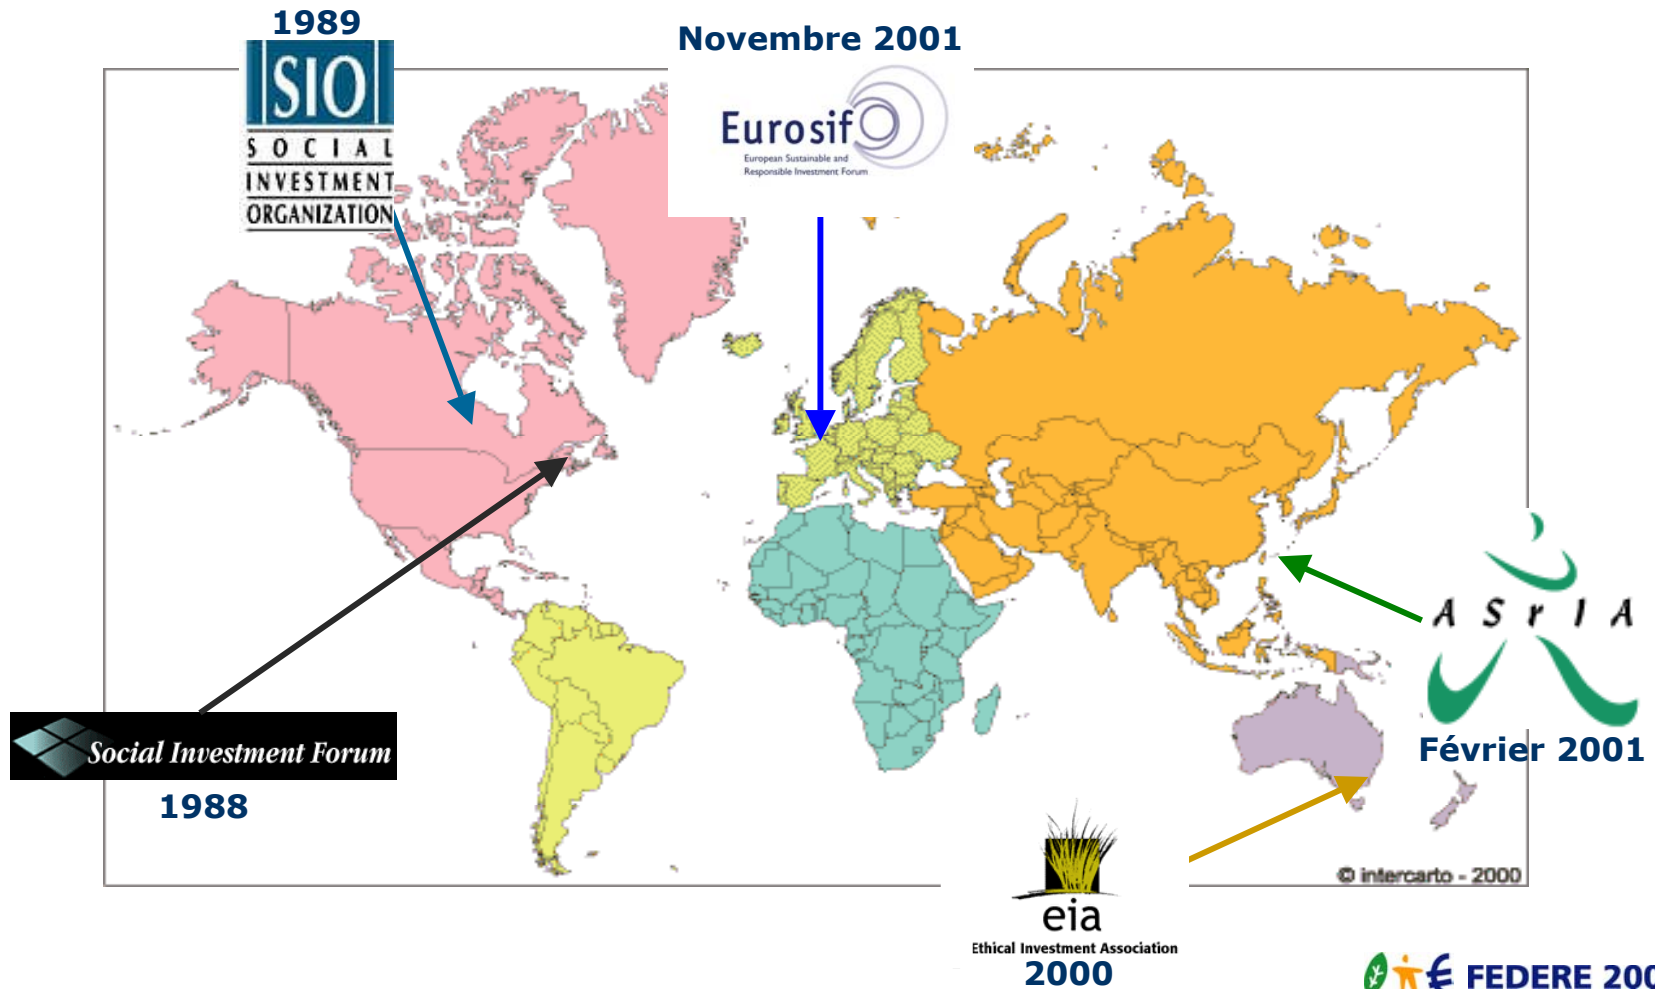 1989
SIO
SOCIAL
INVESTMENT
ORGANIZATION
Novembre 2001
Eurosif
European Sustainable and
Responsible Investment Forum
ASrIA
Février 2001
Social Investment Forum
1988
© intercarto - 2000
eia
Ethical Investment Association
2000
FEDERE